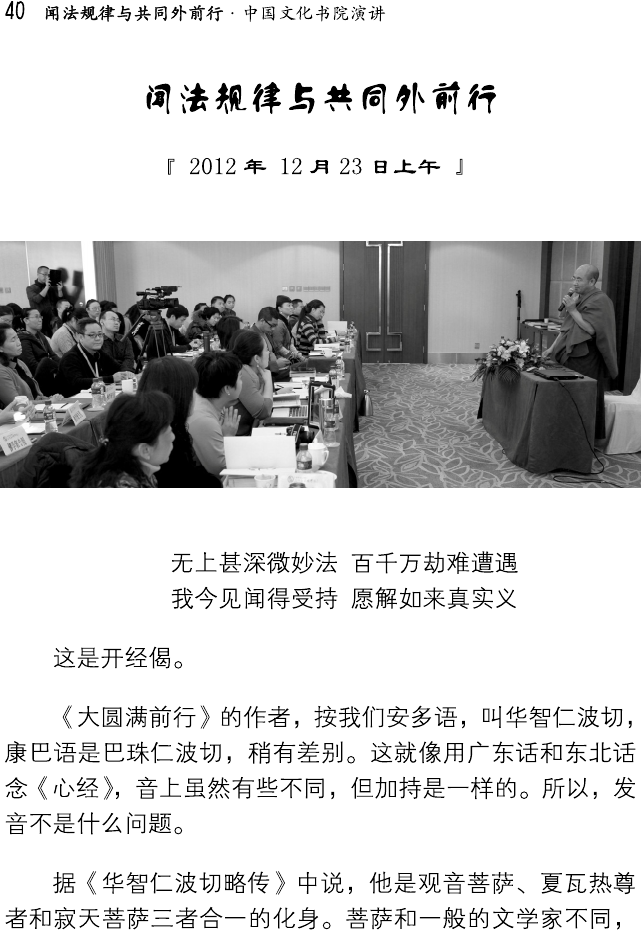 40 闻法规律与共同外前行·中国文化书院演讲
闻法规律与共同外前行
『 2012 年 12 月 23 日上午 』
无上甚深微妙法 百千万劫难遭遇
我今见闻得受持 愿解如来真实义
这是开经偈。
《大圆满前行》的作者，按我们安多语，叫华智仁波切，
康巴语是巴珠仁波切，稍有差别。这就像用广东话和东北话
念《心经》，音上虽然有些不同，但加持是一样的。所以，发
音不是什么问题。
据《华智仁波切略传》中说，他是观音菩萨、夏瓦热尊
者和寂天菩萨三者合一的化身。菩萨和一般的文学家不同，